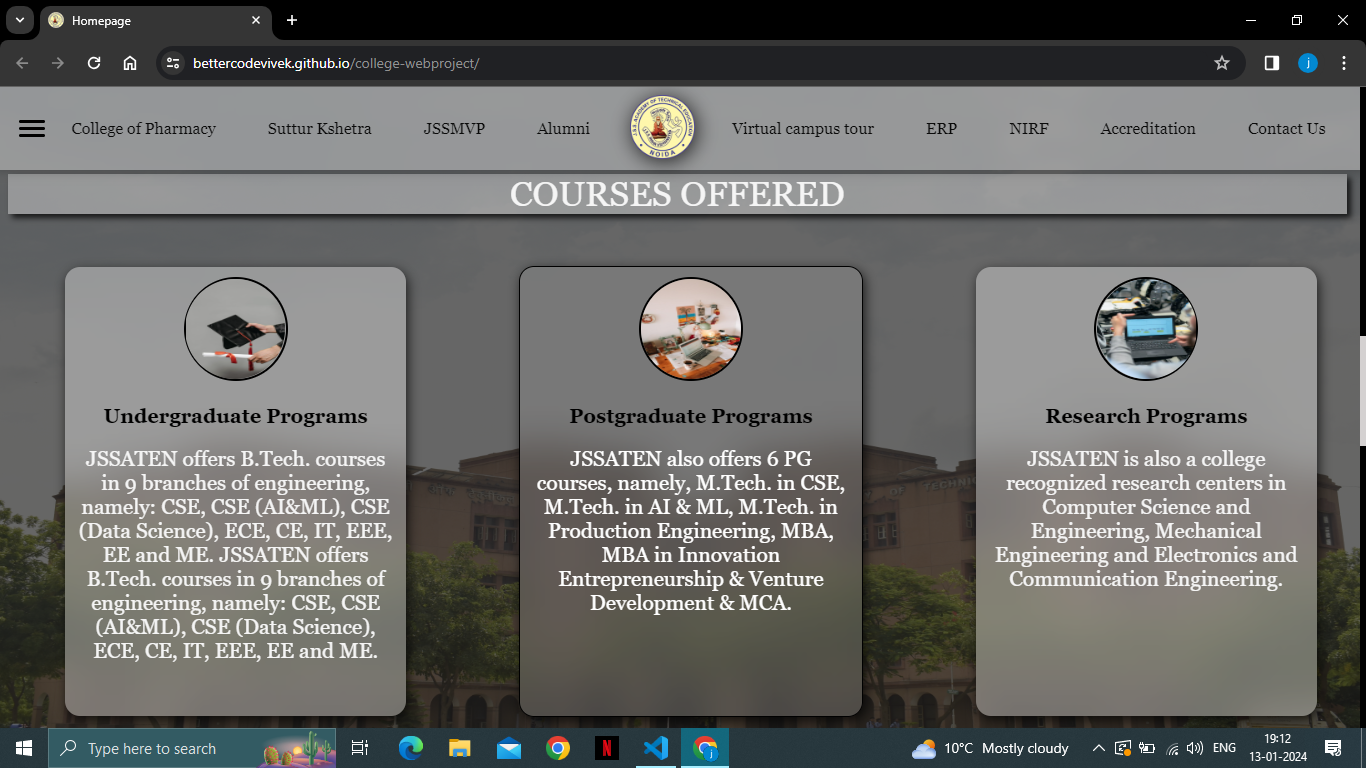 Homepage
bettercodevivek.github.io/college-webproject/
j
College of Pharmacy
Suttur Kshetra
JSSMVP
Alumni
JSS ACADEMY OF TECHNICAL EDUCATION
NOIDA
Virtual campus tour
ERP
NIRF
Accreditation
Contact Us
COURSES OFFERED
Undergraduate Programs
JSSATEN offers B.Tech. courses
in 9 branches of engineering,
namely: CSE, CSE (AI&ML), CSE
(Data Science), ECE, CE, IT, EEE,
EE and ME. JSSATEN offers
B.Tech. courses in 9 branches of
engineering, namely: CSE, CSE
(AI&ML), CSE (Data Science),
ECE, CE, IT, EEE, EE and ME.
Postgraduate Programs
JSSATEN also offers 6 PG
courses, namely, M.Tech. in CSE,
M.Tech. in AI & ML, M.Tech. in
Production Engineering, MBA,
MBA in Innovation
Entrepreneurship & Venture
Development & MCA.
Research Programs
JSSATEN is also a college
recognized research centers in
Computer Science and
Engineering, Mechanical
Engineering and Electronics and
Communication Engineering.
Type here to search
N
j
10°C Mostly cloudy
ENG
19:12
13-01-2024